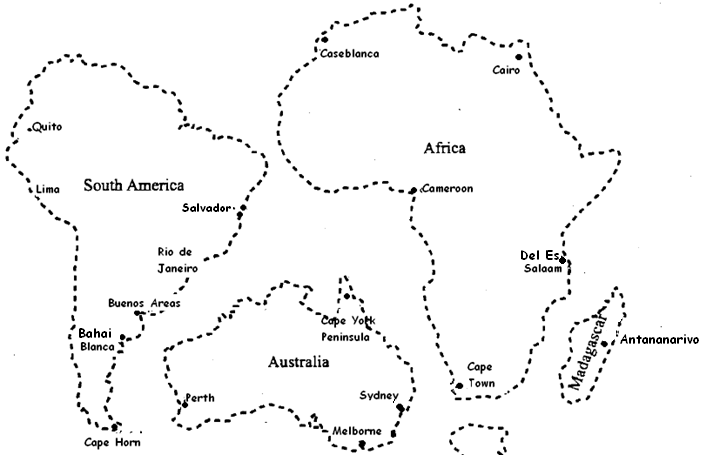 Caseblanca
Cairo
Quito
Africa
South America
Lima
Cameroon
Salvador
Rio de
Janeiro
Del Es
Salaam
Buenos Areas
Cape York
Peninsula
Bahai
Blanca
Madagascar
Antananarivo
Australia
Cape
Town
Perth
Sydney
Melborne
Cape Horn